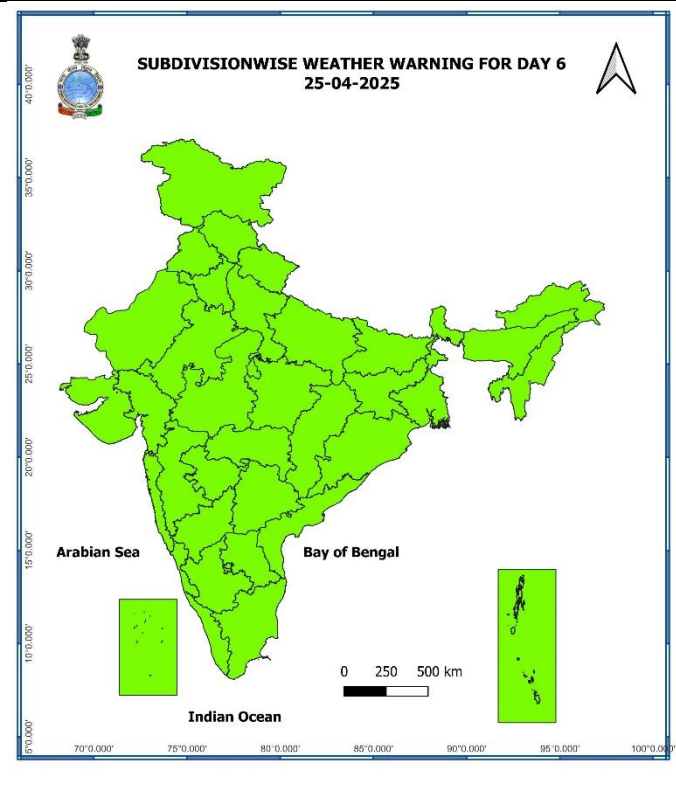 SUBDIVISIONWISE WEATHER WARNING FOR DAY 6
25-04-2025
40°0.000'
35°0.000'
30°0.000'
25°0.000'
20°0.000'
15°0.000'
10°0.000'
5°0.000'
Arabian Sea
Bay of Bengal
0 250 500 km
Indian Ocean
70°0.000' 75°0.000' 80°0.000' 85°0.000' 90°0.000' 95°0.000' 100°0.000'